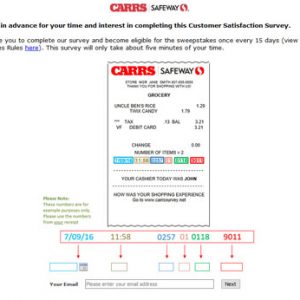 CARRS SAFEWAY
in advance for your time and interest in completing this Customer Satisfaction Survey.
e you to complete our survey and become eligible for the sweepstakes once every 15 days (view
es Rules here). This survey will only take about five minutes of your time.
CARRS SAFEWAY
STORE MGR JANE SMITH
THANK YOU FOR SHOPPING WITH US!
GROCERY
UNCLE BEN'S RICE 1.29
TWIX CANDY 1.79
*** TAX .13 BAL 3.21
VF DEBIT CARD 3.21
CHANGE 0.00
NUMBER OF ITEMS = 2
7/09/16 11:58 0257 01 0118 9011
YOUR CASHIER TODAY WAS JOHN
HOW WAS YOUR SHOPPING EXPERIENCE
Go to www.carrssurvey.net
Please Note:
These numbers are for
example purposes only.
Please use the numbers
from your receipt
7/09/16 11:58 0257 01 0118 9011
Your Email Please enter your email address Next